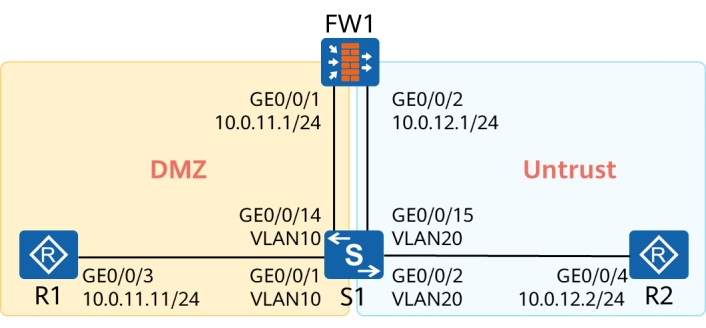 FW1
GE0/0/1
10.0.11.1/24
GE0/0/2
10.0.12.1/24
DMZ
Untrust
GE0/0/14
VLAN10
GE0/0/15
VLAN20
R
S
R
GE0/0/3
10.0.11.11/24
GE0/0/1
VLAN10
GE0/0/2
VLAN20
GE0/0/4
10.0.12.2/24
R1
S1
R2